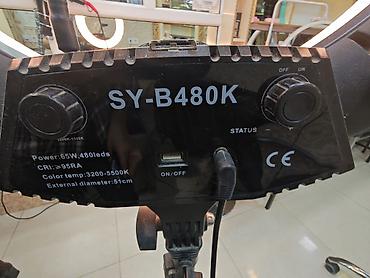 SY-B480K
OFF ON
STATUS
Power:65W,480leds
CRI:≥95RA
Color temp:3200-5500K
External diameter:51cm
ON/OFF
CE